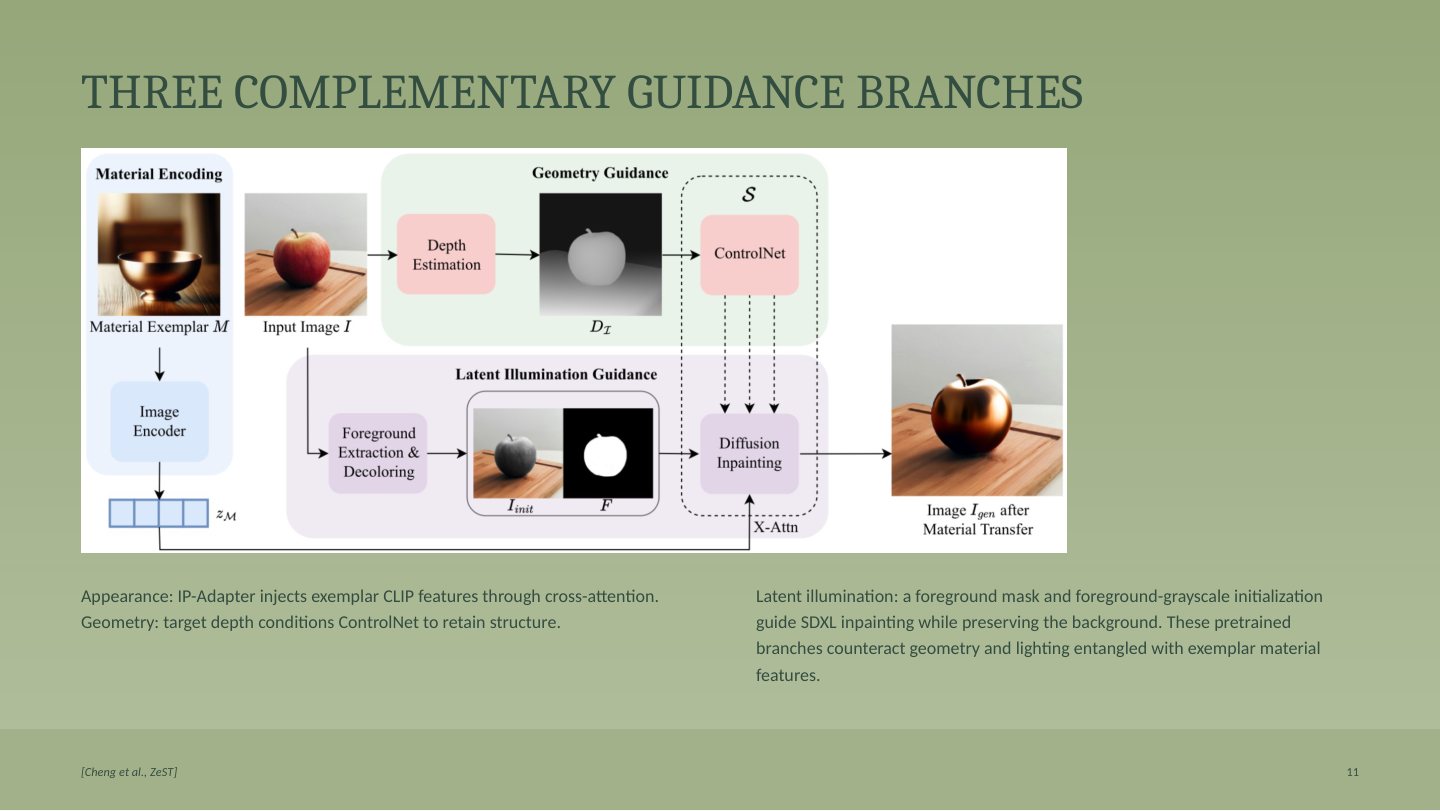 THREE COMPLEMENTARY GUIDANCE BRANCHES
Material Encoding
Material Exemplar M
Image
Encoder
z_M
Input Image I
Geometry Guidance
Depth
Estimation
D_I
S
ControlNet
Latent Illumination Guidance
Foreground
Extraction &
Decoloring
I_init
F
Diffusion
Inpainting
X-Attn
Image I_gen after
Material Transfer
Appearance: IP-Adapter injects exemplar CLIP features through cross-attention.
Geometry: target depth conditions ControlNet to retain structure.
Latent illumination: a foreground mask and foreground-grayscale initialization
guide SDXL inpainting while preserving the background. These pretrained
branches counteract geometry and lighting entangled with exemplar material
features.
[Cheng et al., ZeST]
11